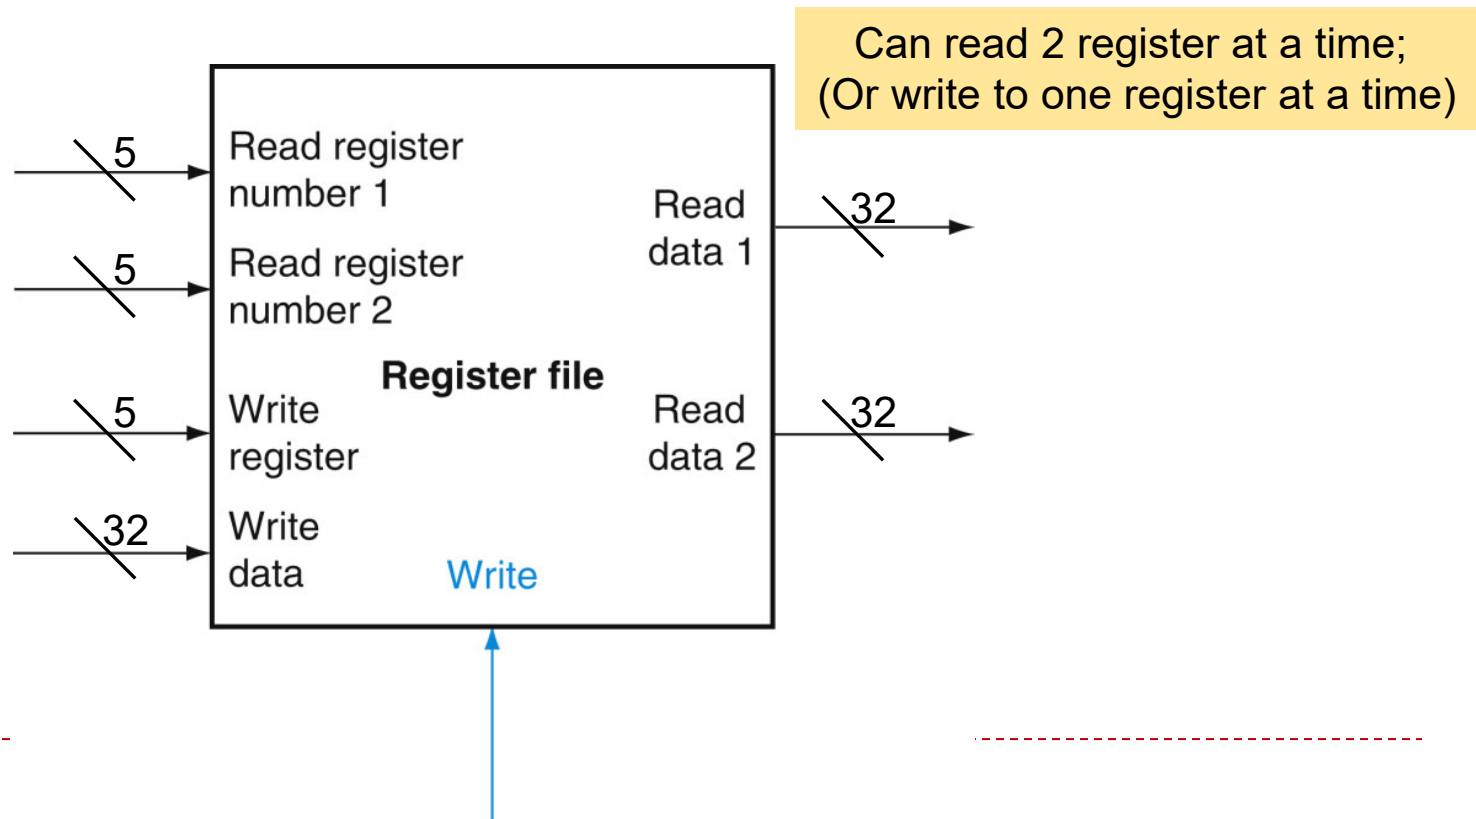 Can read 2 register at a time;
(Or write to one register at a time)
5
Read register
number 1
Read
data 1
32
5
Read register
number 2
Register file
5
Write
register
Read
data 2
32
32
Write
data
Write